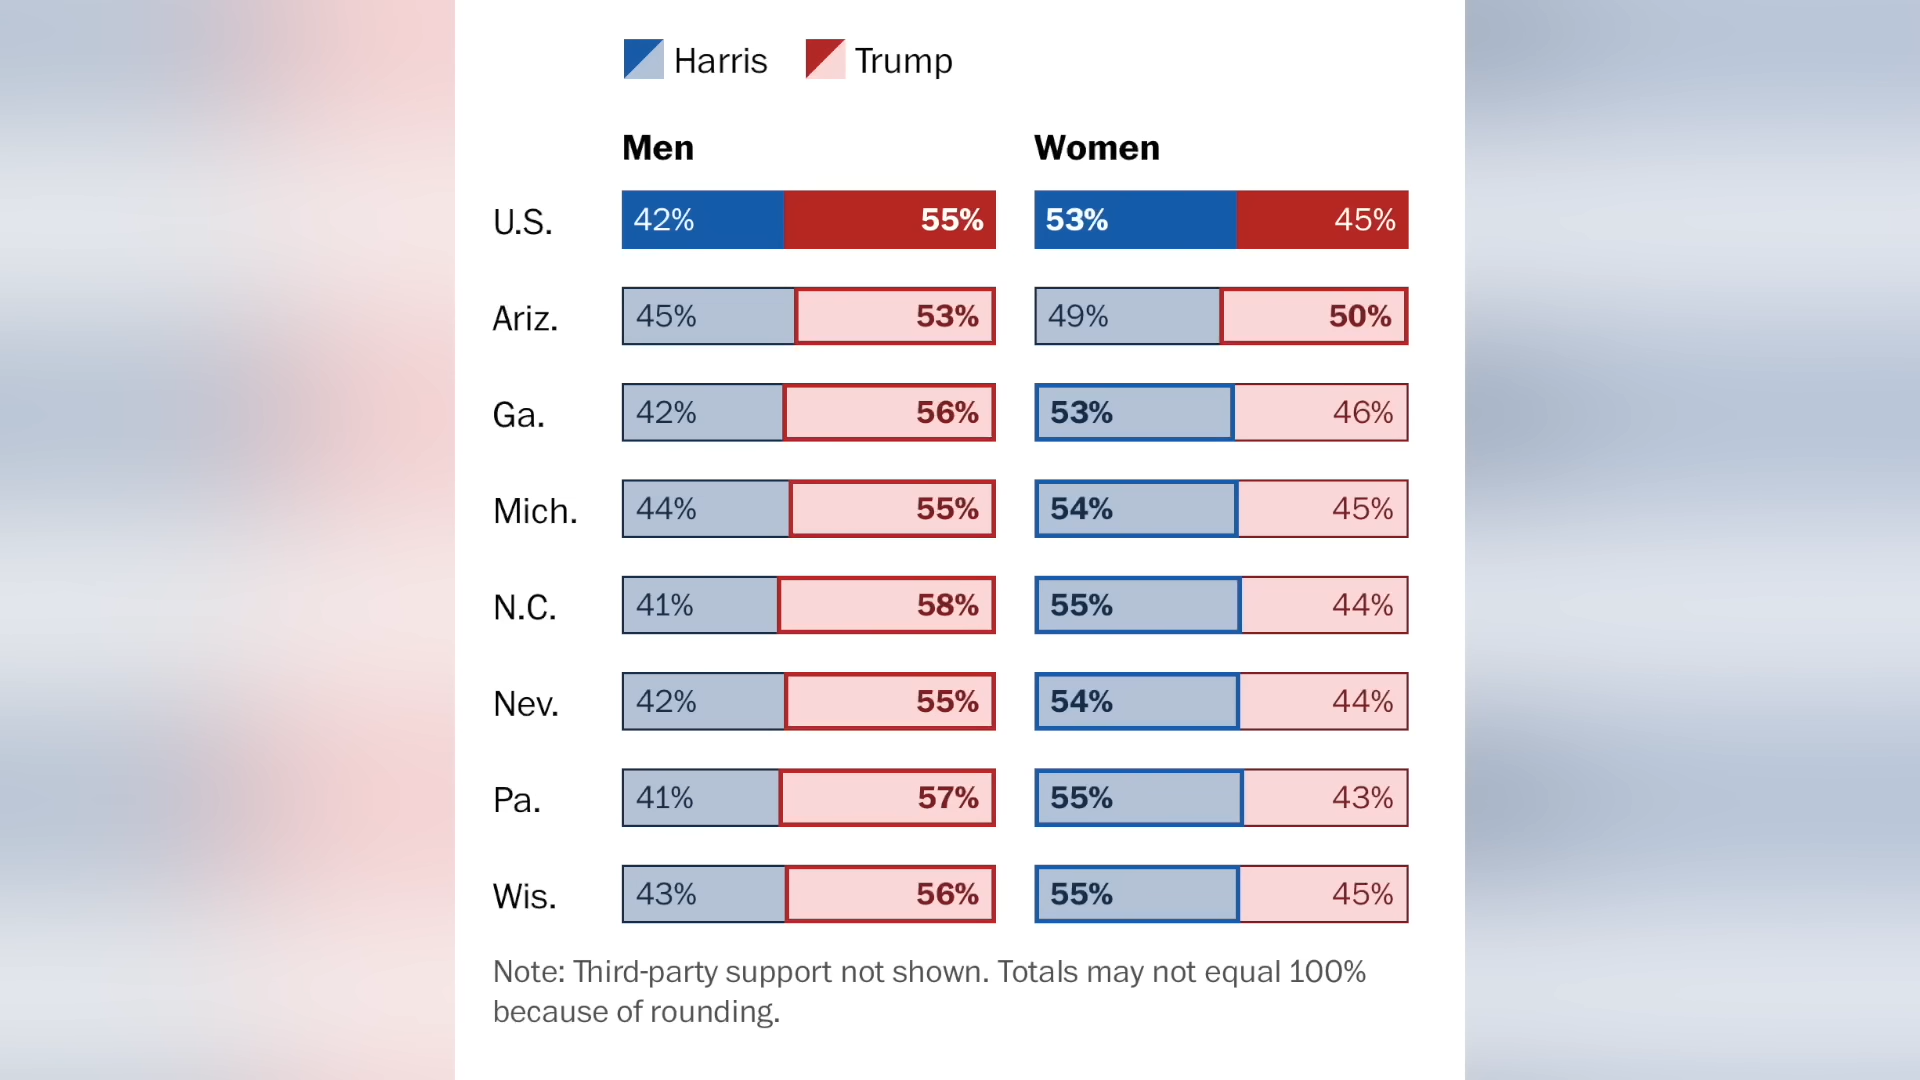 Harris Trump
Men Women
U.S. 42% 55% 53% 45%
Ariz. 45% 53% 49% 50%
Ga. 42% 56% 53% 46%
Mich. 44% 55% 54% 45%
N.C. 41% 58% 55% 44%
Nev. 42% 55% 54% 44%
Pa. 41% 57% 55% 43%
Wis. 43% 56% 55% 45%
Note: Third-party support not shown. Totals may not equal 100%
because of rounding.